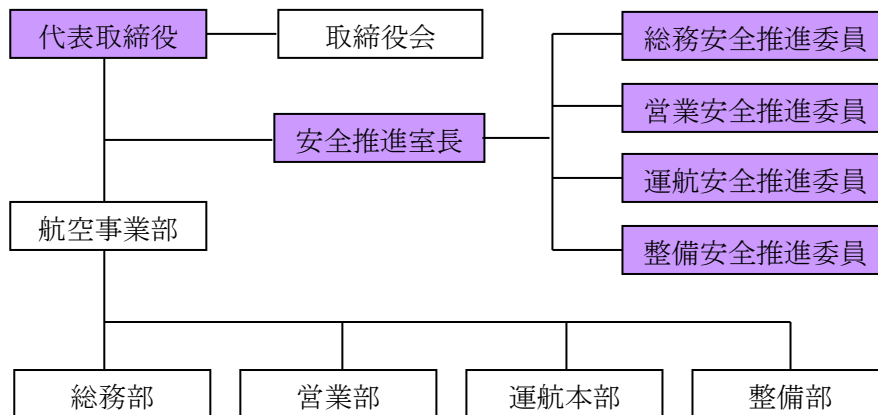 代表取締役
取締役会
総務安全推進委員
営業安全推進委員
安全推進室長
運航安全推進委員
航空事業部
整備安全推進委員
総務部
営業部
運航本部
整備部